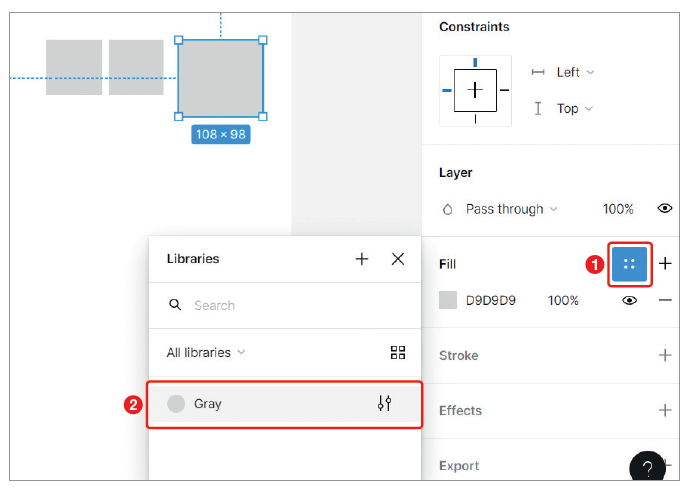 Constraints
Left
Top
108 × 98
Layer
Pass through 100%
Libraries
Fill
1
Search
D9D9D9 100%
All libraries
Stroke
2
Gray
Effects
Export
?